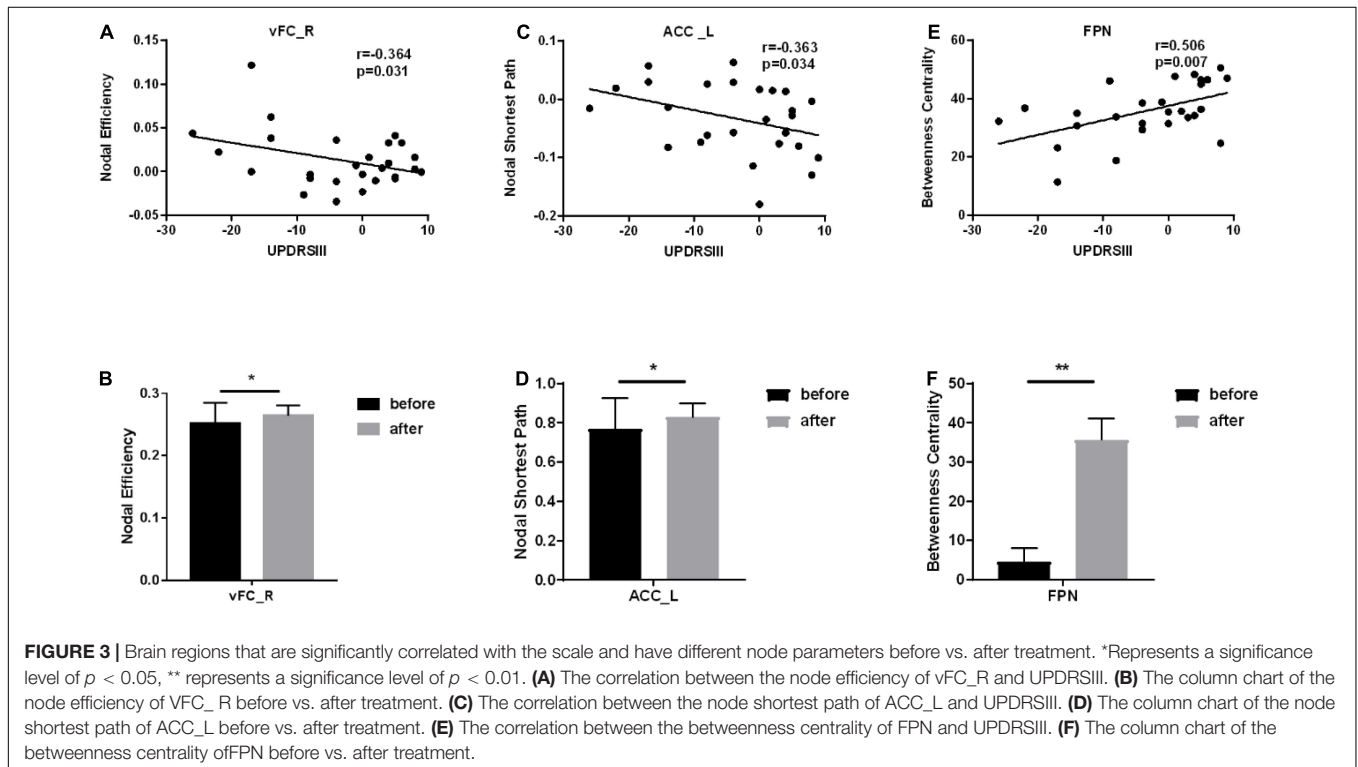 A
vFC_R
r=-0.364
p=0.031
Nodal Efficiency
0.15
0.10
0.05
0.00
-0.05
-30 -20 -10 0 10
UPDRSIII
C
ACC _L
r=-0.363
p=0.034
Nodal Shortest Path
0.1
0.0
-0.1
-0.2
-30 -20 -10 0 10
UPDRSIII
E
FPN
r=0.506
p=0.007
Betweenness Centrality
60
40
20
0
-30 -20 -10 0 10
UPDRSIII
B
*
Nodal Efficiency
0.3
0.2
0.1
0.0
vFC_R
before
after
D
*
Nodal Shortest Path
1.0
0.8
0.6
0.4
0.2
0.0
ACC_L
before
after
F
**
Betweenness Centrality
50
40
30
20
10
0
FPN
before
after
FIGURE 3 | Brain regions that are significantly correlated with the scale and have different node parameters before vs. after treatment. *Represents a significance
level of p < 0.05, ** represents a significance level of p < 0.01. (A) The correlation between the node efficiency of vFC_R and UPDRSIII. (B) The column chart of the
node efficiency of VFC_ R before vs. after treatment. (C) The correlation between the node shortest path of ACC_L and UPDRSIII. (D) The column chart of the node
shortest path of ACC_L before vs. after treatment. (E) The correlation between the betweenness centrality of FPN and UPDRSIII. (F) The column chart of the
betweenness centrality ofFPN before vs. after treatment.